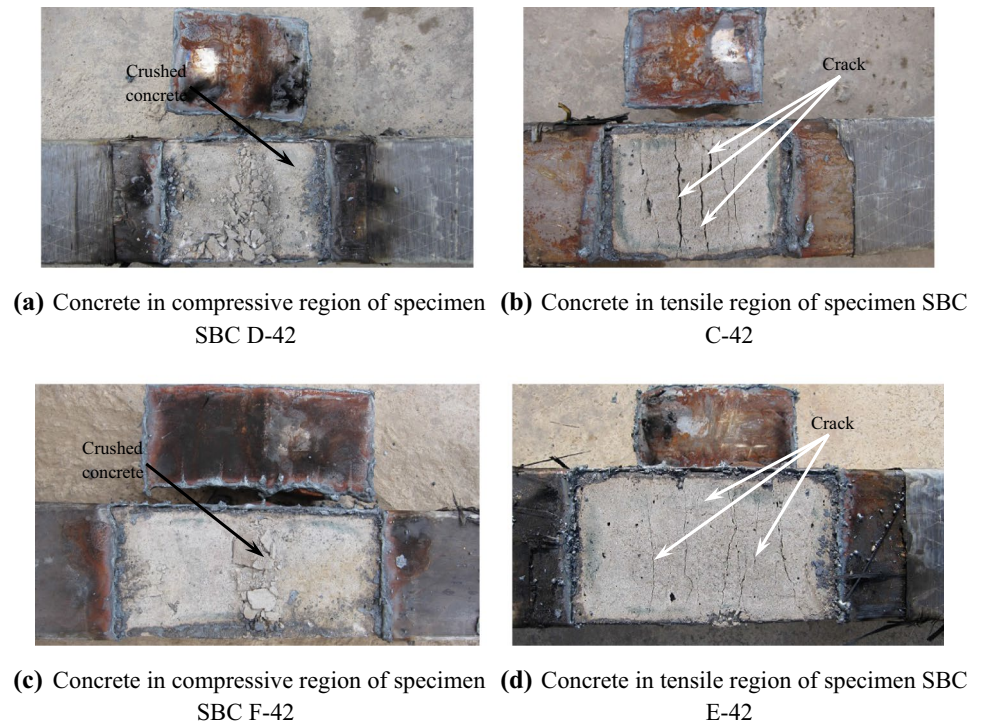 Crushed
concrete
Crack
(a) Concrete in compressive region of specimen
SBC D-42
(b) Concrete in tensile region of specimen SBC
C-42
Crushed
concrete
Crack
(c) Concrete in compressive region of specimen
SBC F-42
(d) Concrete in tensile region of specimen SBC
E-42